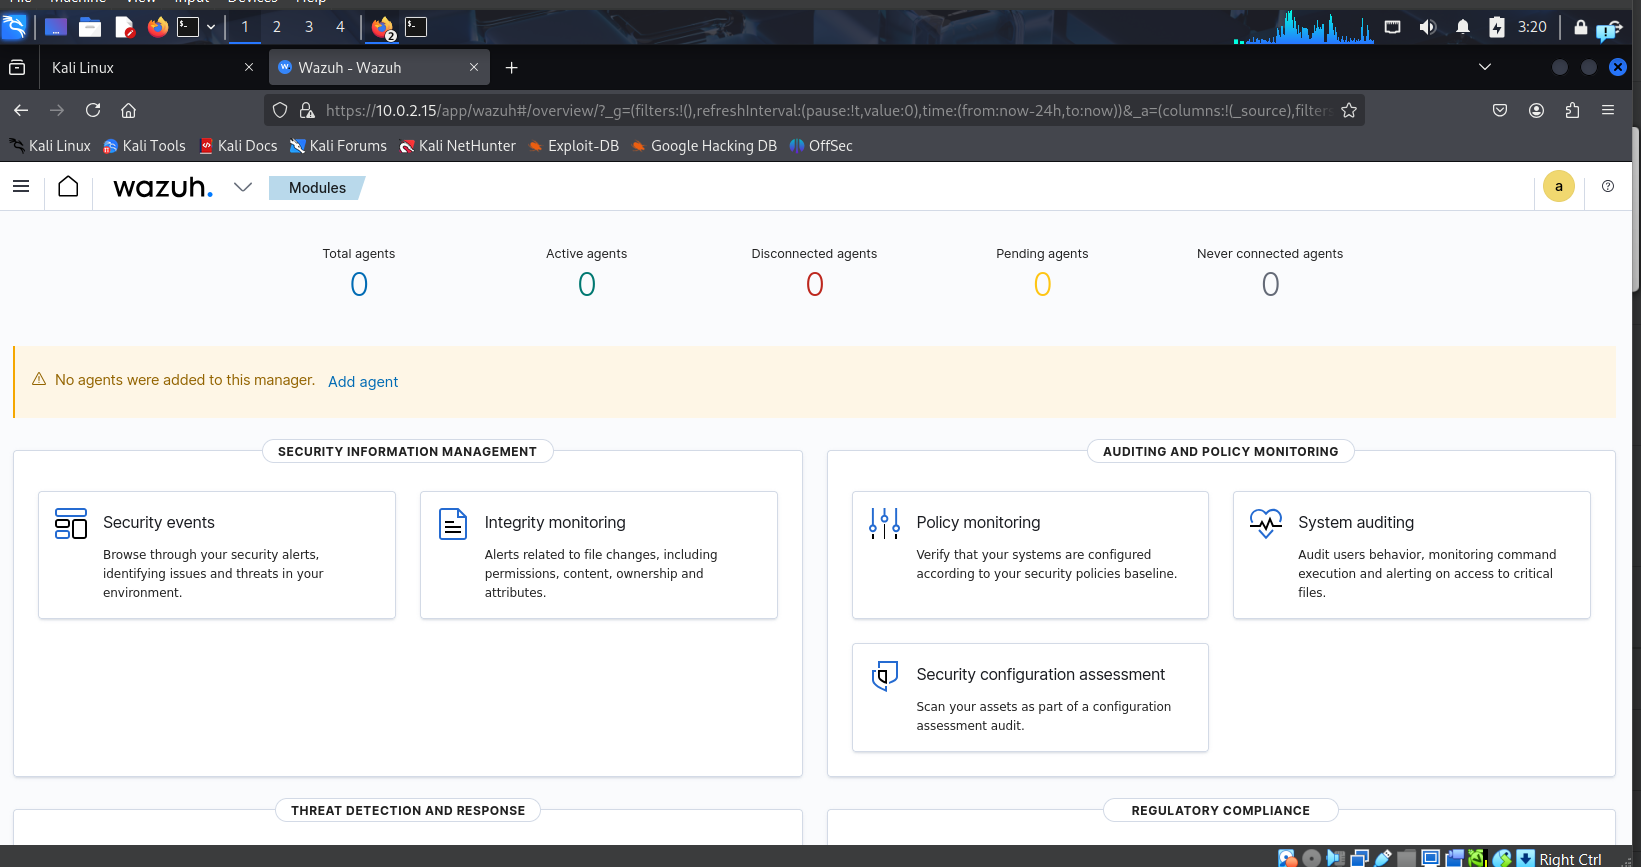 File Machine View Input Devices Help
1 2 3 4 2 3:20
Kali Linux Wazuh - Wazuh
https://10.0.2.15/app/wazuh#/overview/?_g=(filters:!(),refreshInterval:(pause:!t,value:0),time:(from:now-24h,to:now))&_a=(columns:!(_source),filters
Kali Linux Kali Tools Kali Docs Kali Forums Kali NetHunter Exploit-DB Google Hacking DB OffSec
wazuh. Modules a
Total agents Active agents Disconnected agents Pending agents Never connected agents
0 0 0 0 0
No agents were added to this manager. Add agent
SECURITY INFORMATION MANAGEMENT
Security events
Browse through your security alerts,
identifying issues and threats in your
environment.
Integrity monitoring
Alerts related to file changes, including
permissions, content, ownership and
attributes.
AUDITING AND POLICY MONITORING
Policy monitoring
Verify that your systems are configured
according to your security policies baseline.
System auditing
Audit users behavior, monitoring command
execution and alerting on access to critical
files.
Security configuration assessment
Scan your assets as part of a configuration
assessment audit.
THREAT DETECTION AND RESPONSE
REGULATORY COMPLIANCE
Right Ctrl